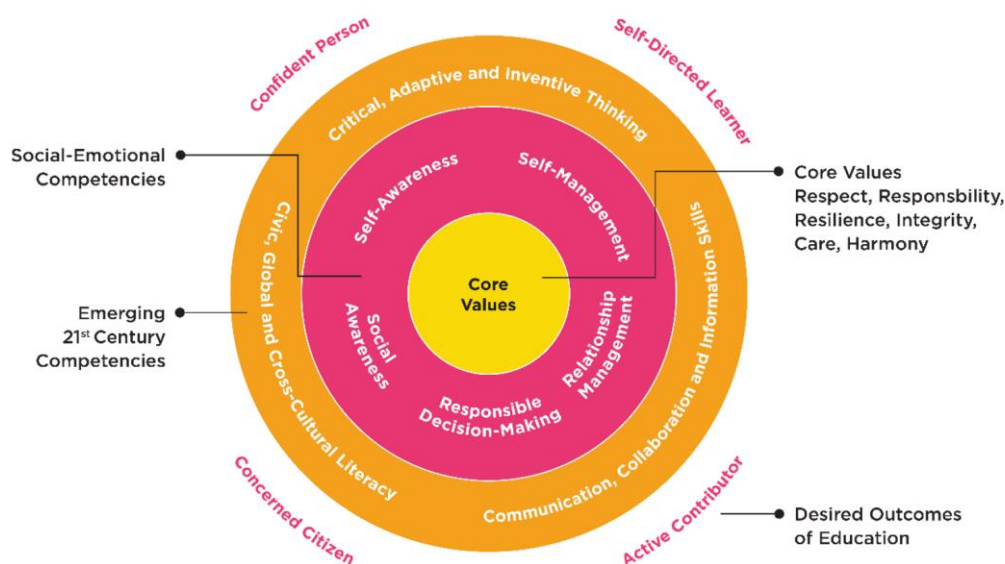 Confident Person
Self-Directed Learner
Critical, Adaptive and Inventive Thinking
Social-Emotional
Competencies
Self-Awareness
Self-Management
Core Values
Respect, Responsbility,
Resilience, Integrity,
Care, Harmony
Civic, Global and Cross-Cultural Literacy
Core
Values
Communication, Collaboration and Information Skills
Emerging
21st Century
Competencies
Social
Awareness
Relationship
Management
Responsible
Decision-Making
Concerned Citizen
Active Contributor
Desired Outcomes
of Education